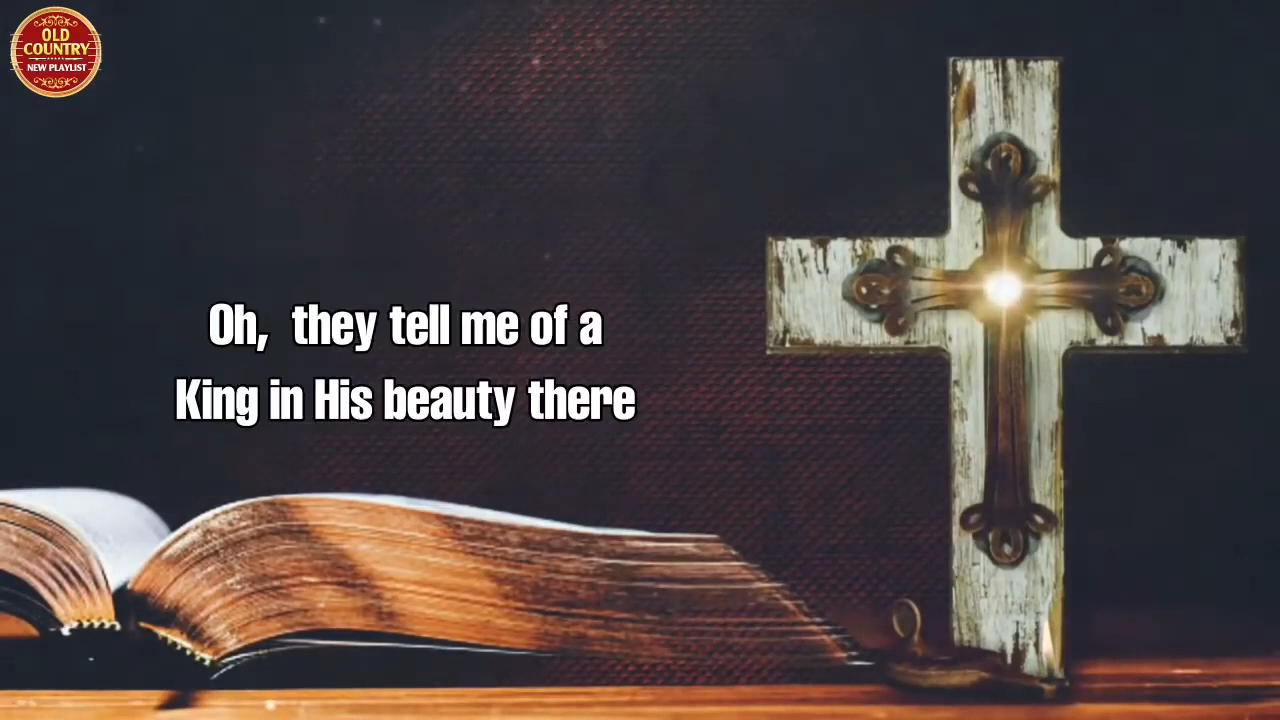 OLD
COUNTRY
NEW PLAYLIST
Oh, they tell me of a
King in His beauty there